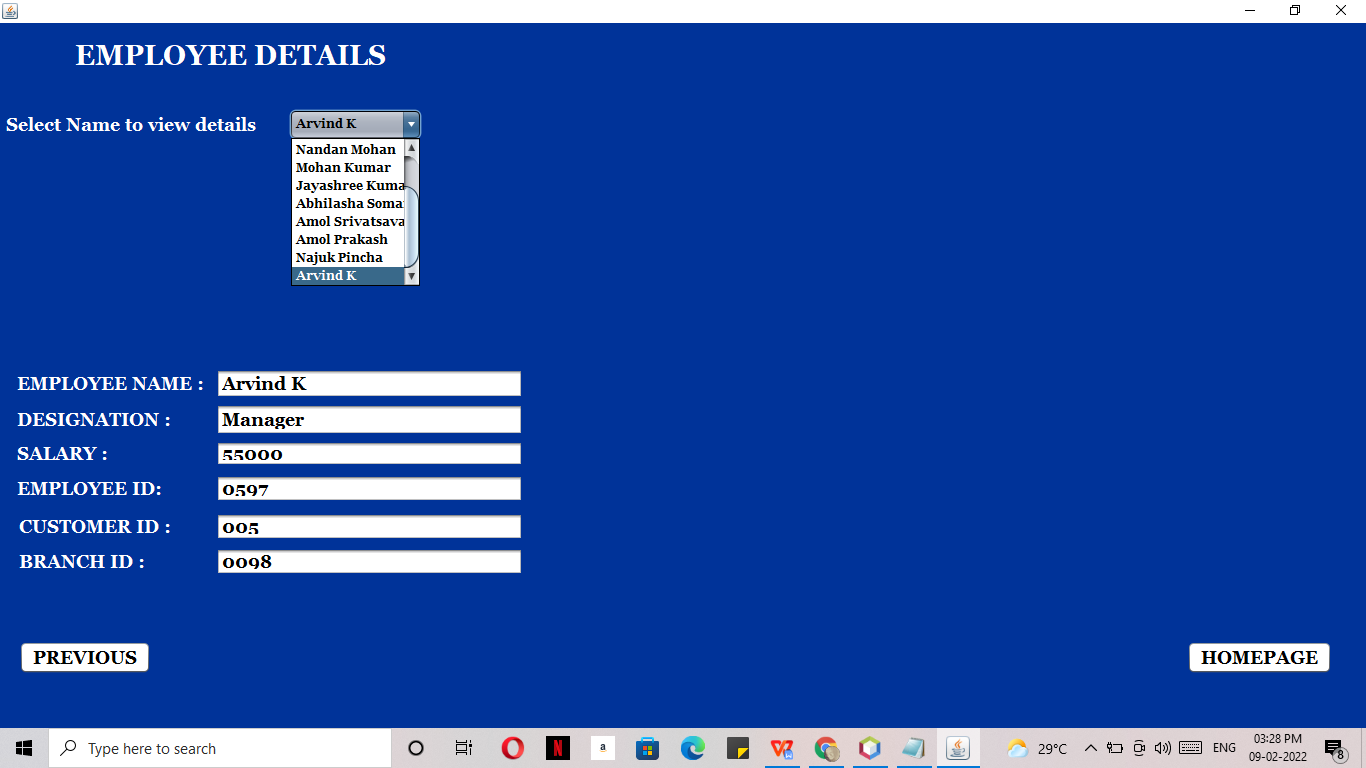 EMPLOYEE DETAILS
Select Name to view details
Arvind K
Nandan Mohan
Mohan Kumar
Jayashree Kuma
Abhilasha Soma
Amol Srivatsava
Amol Prakash
Najuk Pincha
Arvind K
EMPLOYEE NAME : Arvind K
DESIGNATION : Manager
SALARY : 55000
EMPLOYEE ID: 0597
CUSTOMER ID : 005
BRANCH ID : 0098
PREVIOUS HOMEPAGE
Type here to search a 29°C ENG 03:28 PM
09-02-2022 8